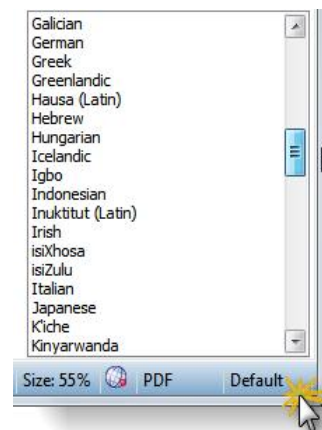 Galician
German
Greek
Greenlandic
Hausa (Latin)
Hebrew
Hungarian
Icelandic
Igbo
Indonesian
Inuktitut (Latin)
Irish
isiXhosa
isiZulu
Italian
Japanese
K'iche
Kinyarwanda
Size: 55% PDF Default